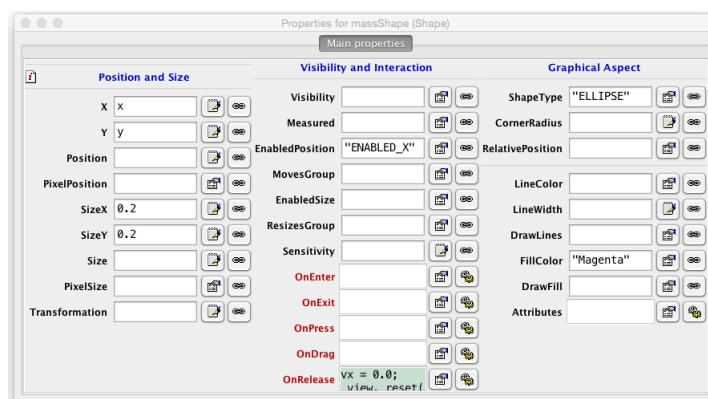 Properties for massShape (Shape)
Main properties
Position and Size
X x
Y y
Position
PixelPosition
SizeX 0.2
SizeY 0.2
Size
PixelSize
Transformation
Visibility and Interaction
Visibility
Measured
EnabledPosition "ENABLED_X"
MovesGroup
EnabledSize
ResizesGroup
Sensitivity
OnEnter
OnExit
OnPress
OnDrag
OnRelease vx = 0.0;
_view._reset(
Graphical Aspect
ShapeType "ELLIPSE"
CornerRadius
RelativePosition
LineColor
LineWidth
DrawLines
FillColor "Magenta"
DrawFill
Attributes